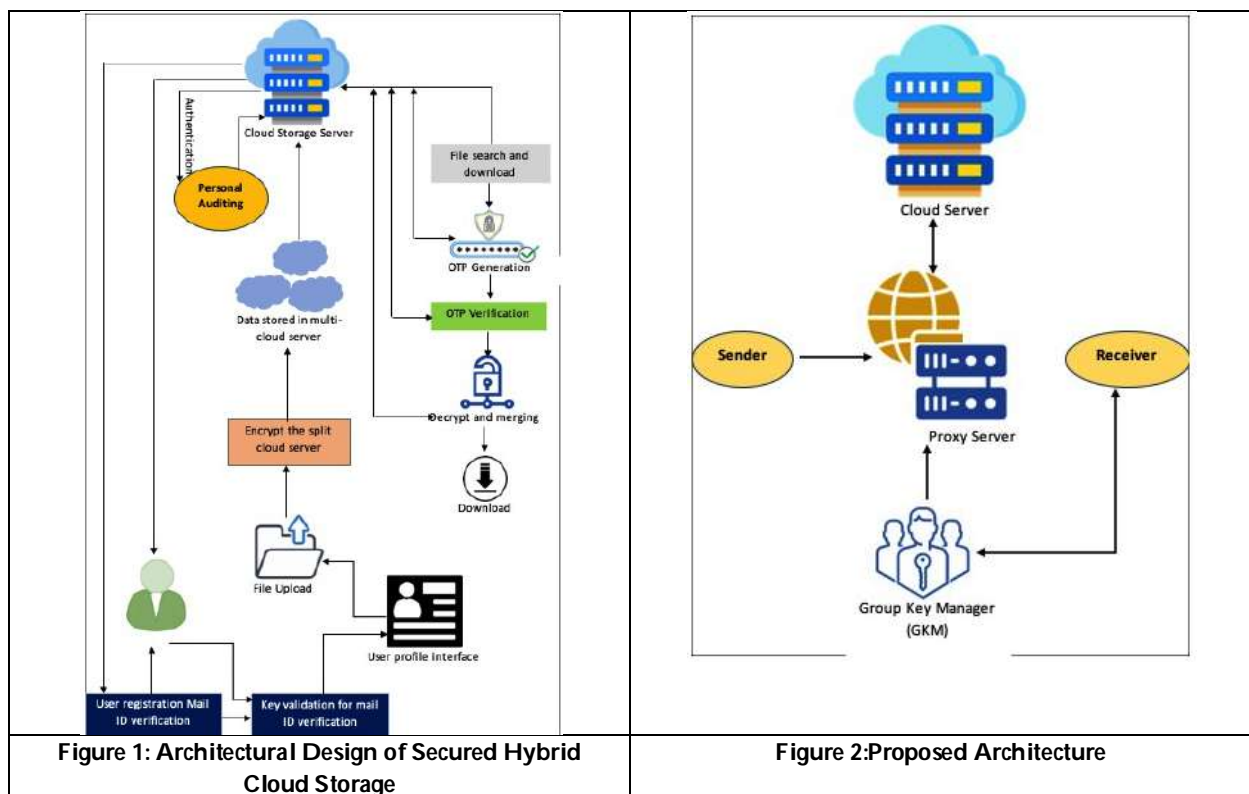 Cloud Storage Server
Authentication
Personal
Auditing
File search and
download
OTP Generation
OTP Verification
Data stored in multi-
cloud server
Decrypt and merging
Encrypt the split
cloud server
Download
File Upload
User profile interface
User registration Mail
ID verification
Key validation for mail
ID verification
Figure 1: Architectural Design of Secured Hybrid
Cloud Storage
Cloud Server
Sender
Receiver
Proxy Server
Group Key Manager
(GKM)
Figure 2:Proposed Architecture